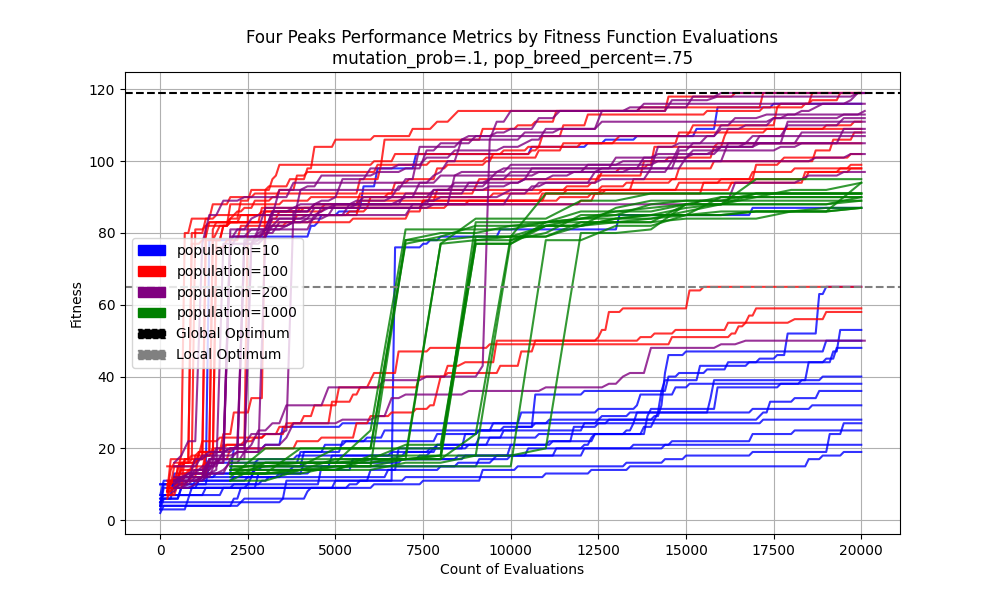 Four Peaks Performance Metrics by Fitness Function Evaluations
mutation_prob=.1, pop_breed_percent=.75
Fitness
120
100
80
60
40
20
0
population=10
population=100
population=200
population=1000
Global Optimum
Local Optimum
0
2500
5000
7500
10000
12500
15000
17500
20000
Count of Evaluations